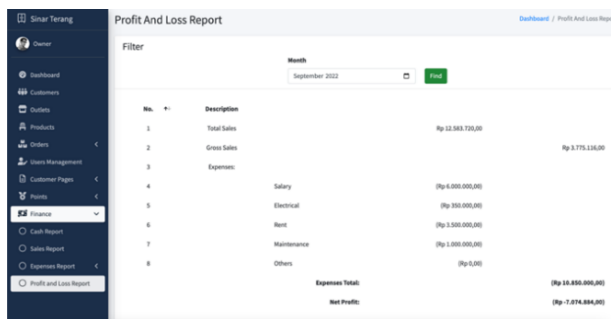 Sinar Terang
Owner
Dashboard
Customers
Outlets
Products
Orders
Users Management
Customer Pages
Points
Finance
Cash Report
Sales Report
Expenses Report
Profit and Loss Report
Profit And Loss Report
Dashboard / Profit And Loss Repo
Filter
Month
September 2022 Find
No. Description
1 Total Sales Rp 12.583.720,00
2 Gross Sales Rp 3.775.116,00
3 Expenses:
4 Salary (Rp 6.000.000,00)
5 Electrical (Rp 350.000,00)
6 Rent (Rp 3.500.000,00)
7 Maintenance (Rp 1.000.000,00)
8 Others (Rp 0,00)
Expenses Total: (Rp 10.850.000,00)
Net Profit: (Rp -7.074.884,00)